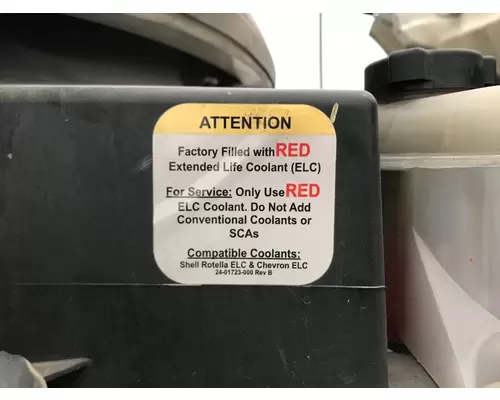 ATTENTION
Factory Filled with RED
Extended Life Coolant (ELC)
For Service: Only Use RED
ELC Coolant. Do Not Add
Conventional Coolants or
SCAs
Compatible Coolants:
Shell Rotella ELC & Chevron ELC
24-01723-000 Rev B